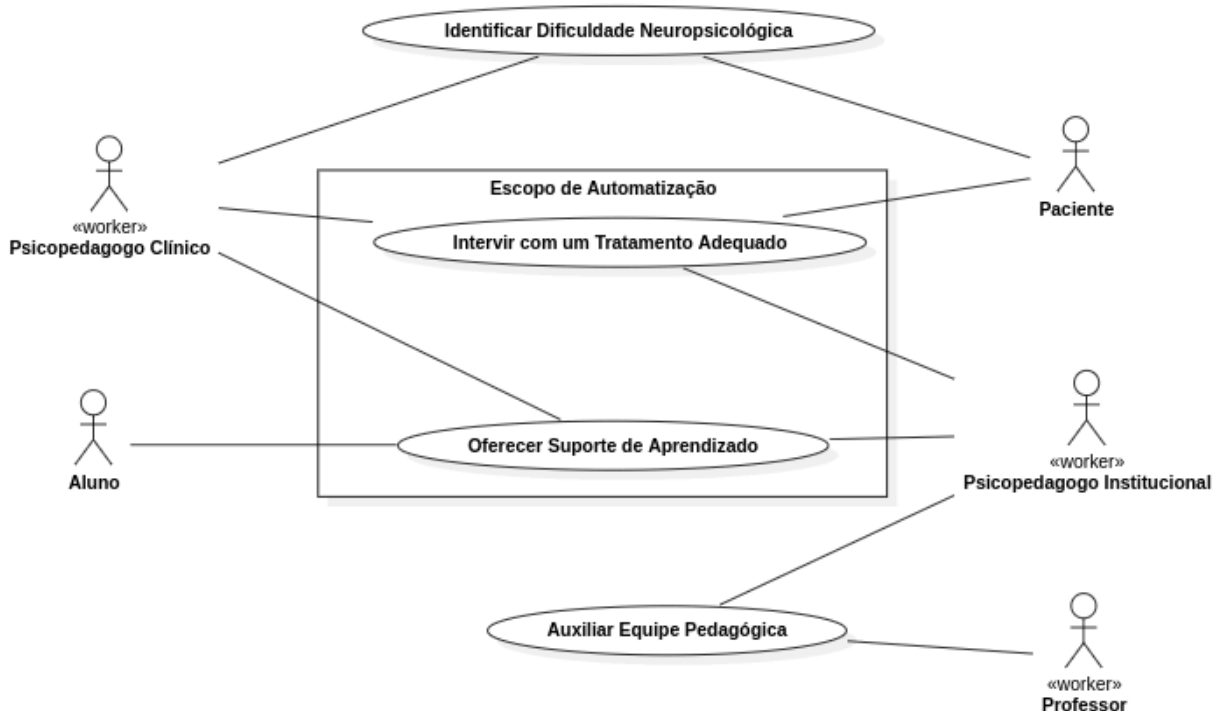 Identificar Dificuldade Neuropsicológica
Escopo de Automatização
Paciente
«worker»
Psicopedagogo Clínico
Intervir com um Tratamento Adequado
Oferecer Suporte de Aprendizado
Aluno
«worker»
Psicopedagogo Institucional
Auxiliar Equipe Pedagógica
«worker»
Professor